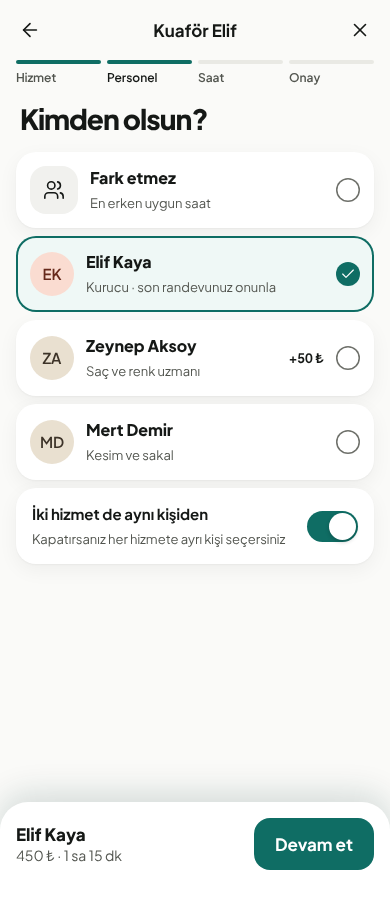 Kuaför Elif
Hizmet
Personel
Saat
Onay
Kimden olsun?
Fark etmez
En erken uygun saat
EK
Elif Kaya
Kurucu · son randevunuz onunla
ZA
Zeynep Aksoy
Saç ve renk uzmanı
+50 ₺
MD
Mert Demir
Kesim ve sakal
İki hizmet de aynı kişiden
Kapatırsanız her hizmete ayrı kişi seçersiniz
Elif Kaya
450 ₺ · 1 sa 15 dk
Devam et